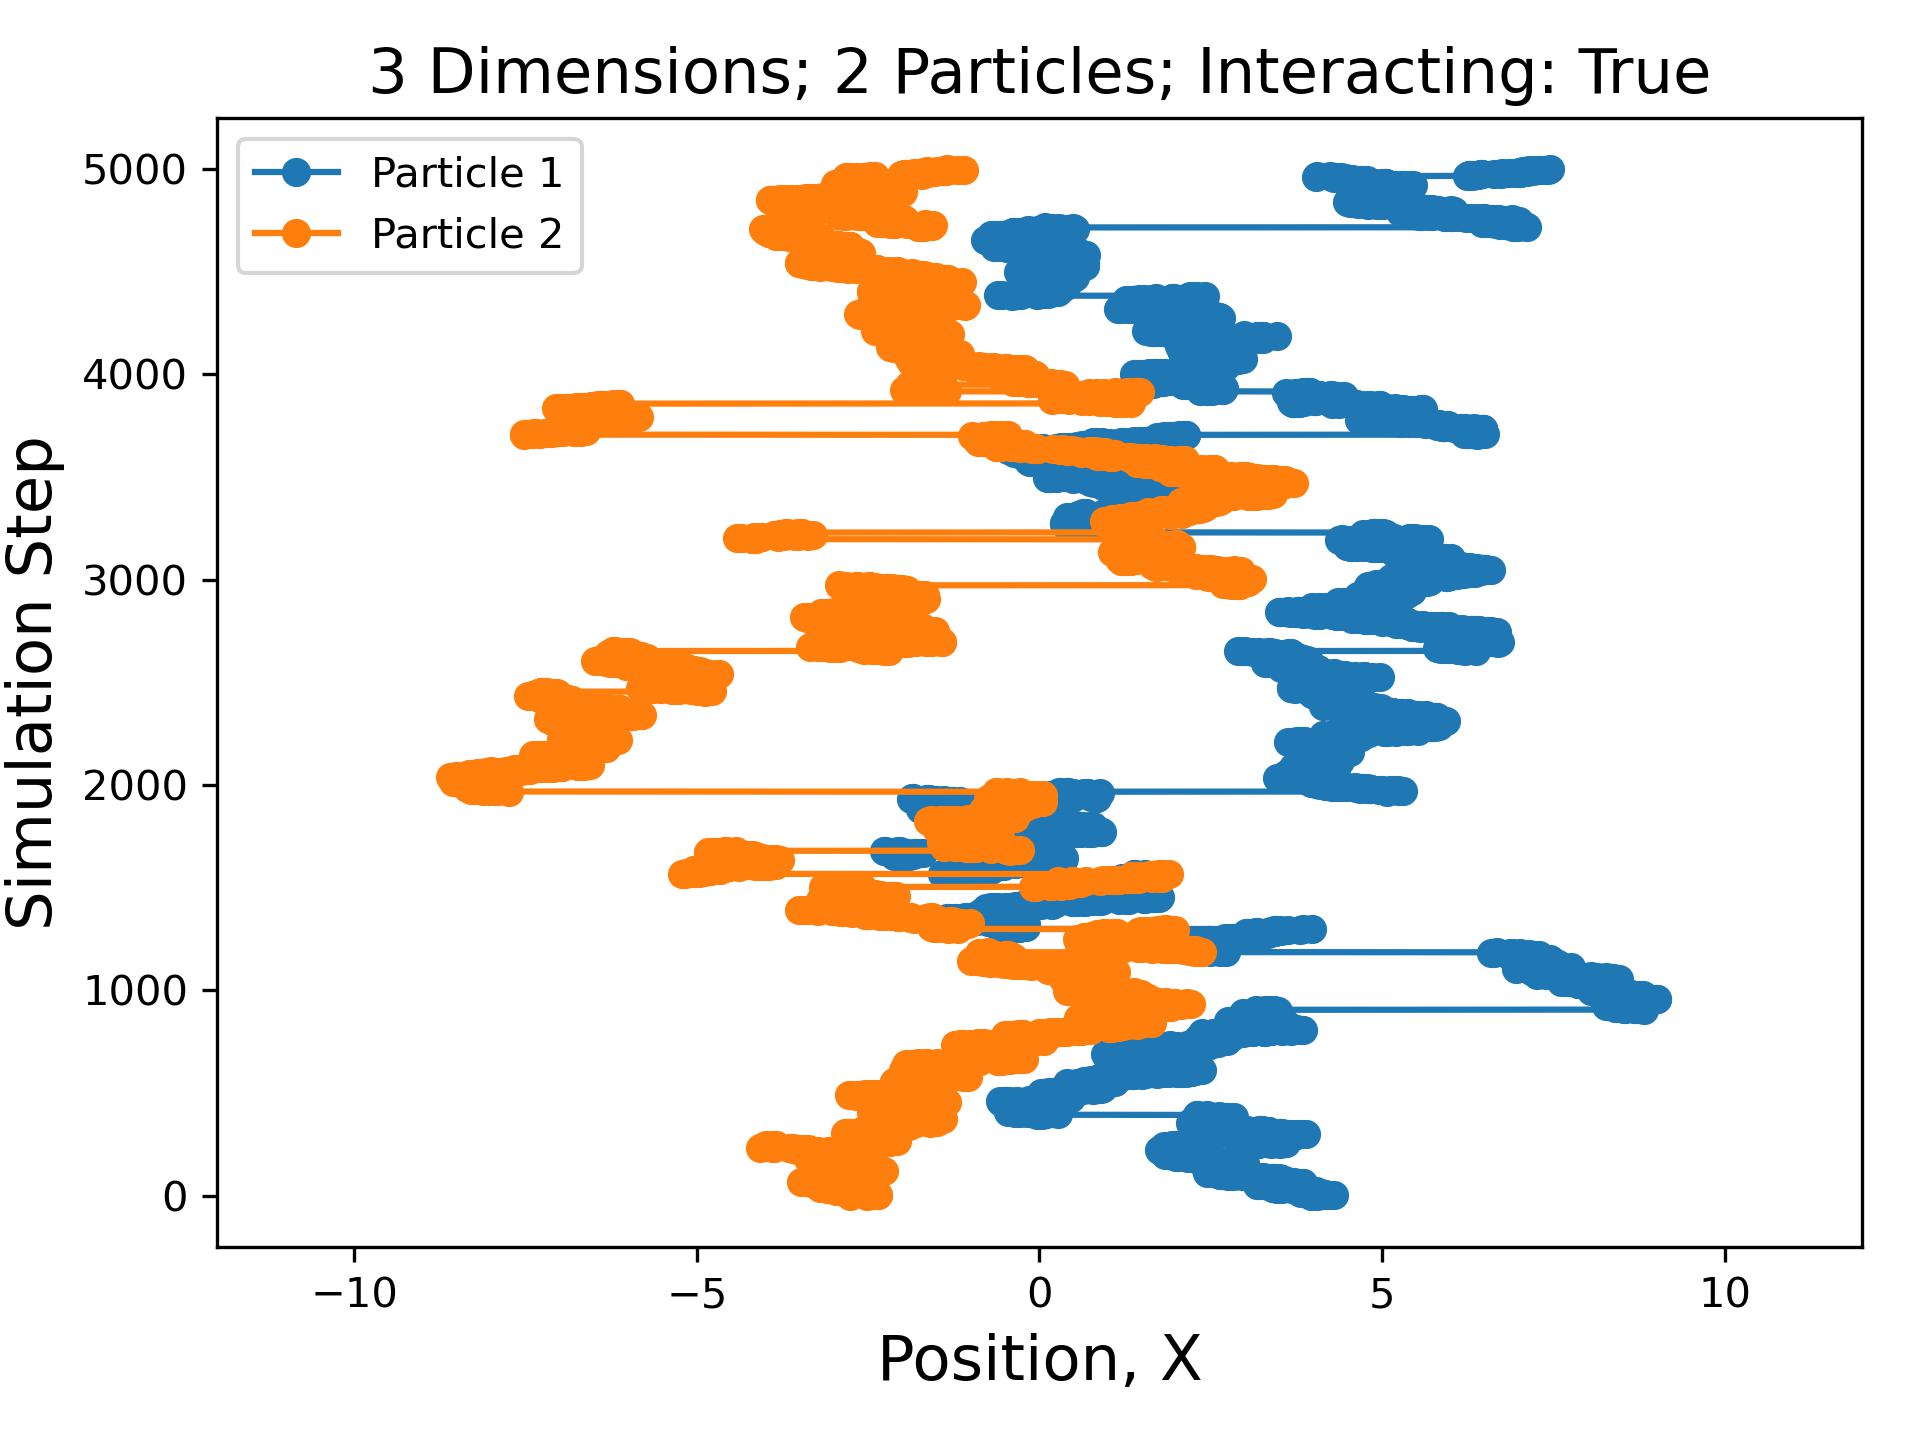 3 Dimensions; 2 Particles; Interacting: True
Particle 1
Particle 2
5000
4000
3000
2000
1000
0
Simulation Step
−10
−5
0
5
10
Position, X